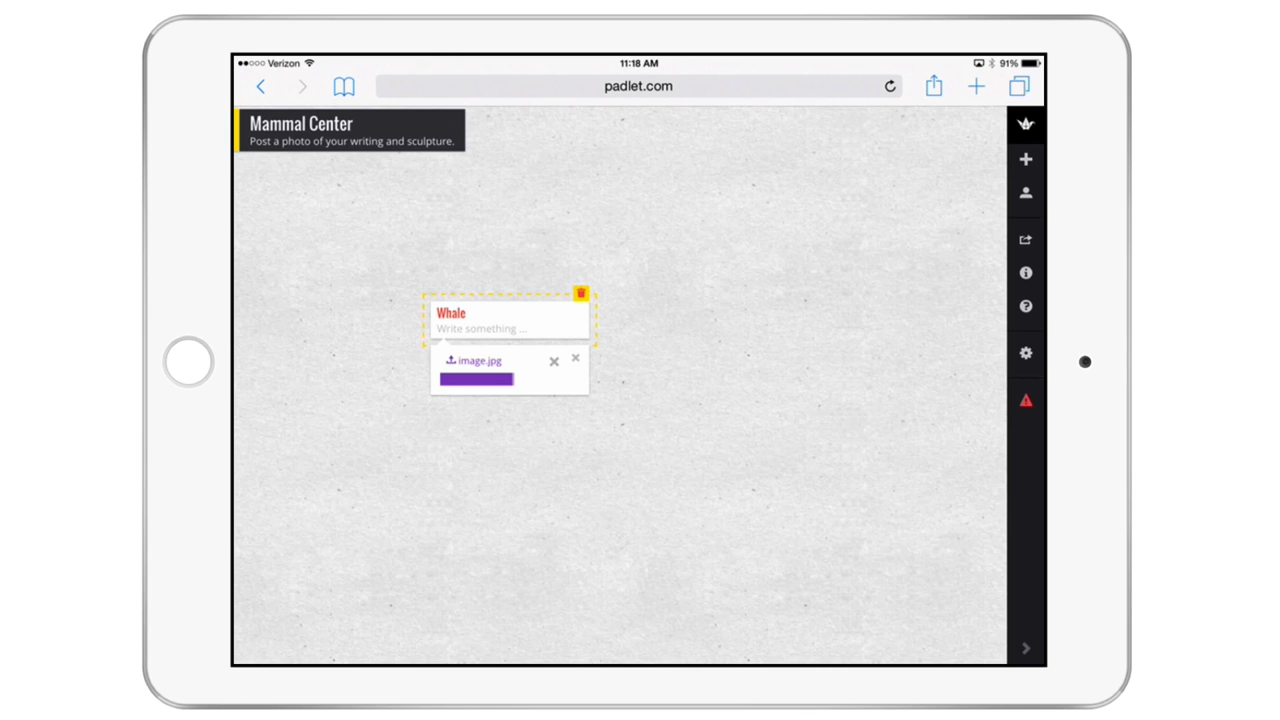 Verizon
11:18 AM
91%
padlet.com
Mammal Center
Post a photo of your writing and sculpture.
Whale
Write something ...
image.jpg